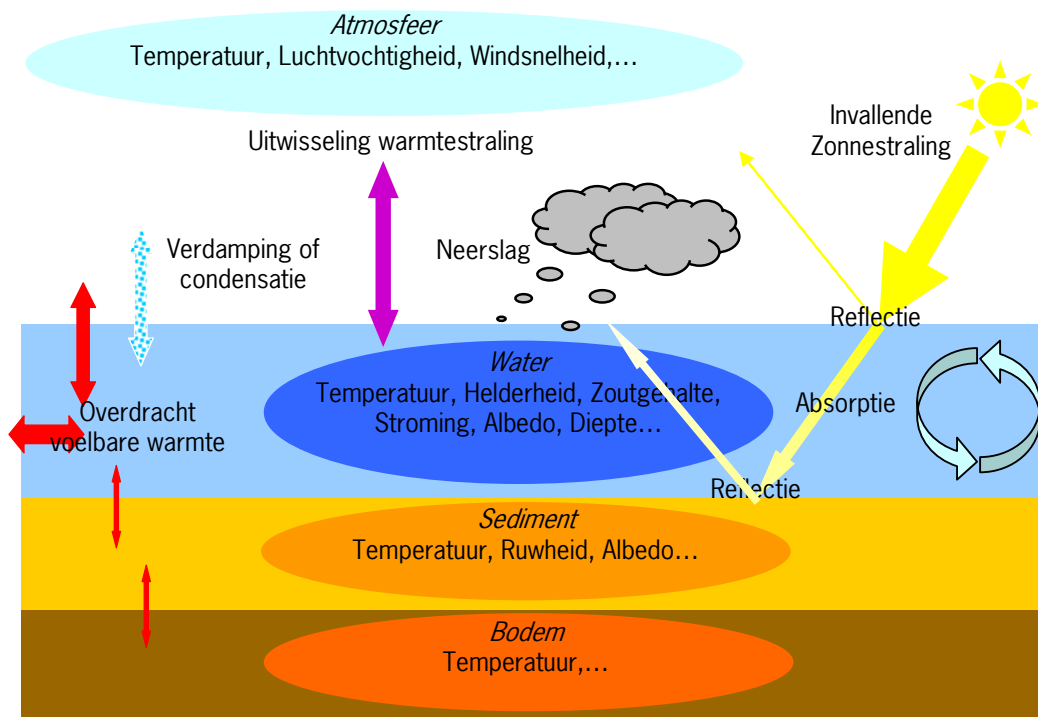 Atmosfeer
Temperatuur, Luchtvochtigheid, Windsnelheid,…
Invallende
Zonnestraling
Uitwisseling warmtestraling
Verdamping of
condensatie
Neerslag
Reflectie
Water
Temperatuur, Helderheid, Zoutgehalte,
Stroming, Albedo, Diepte…
Absorptie
Overdracht
voelbare warmte
Reflectie
Sediment
Temperatuur, Ruwheid, Albedo…
Bodem
Temperatuur,…